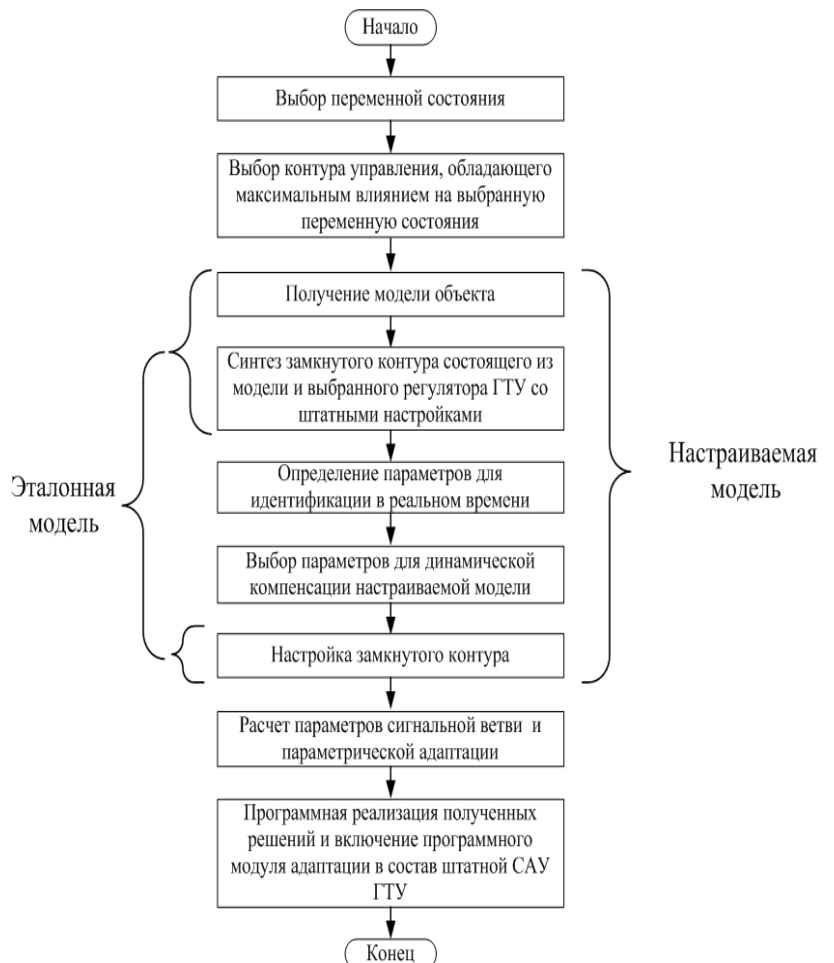 Начало
Выбор переменной состояния
Выбор контура управления, обладающего
максимальным влиянием на выбранную
переменную состояния
Получение модели объекта
Синтез замкнутого контура состоящего из
модели и выбранного регулятора ГТУ со
штатными настройками
Определение параметров для
идентификации в реальном времени
Выбор параметров для динамической
компенсации настраиваемой модели
Настройка замкнутого контура
Эталонная
модель
Настраиваемая
модель
Расчет параметров сигнальной ветви и
параметрической адаптации
Программная реализация полученных
решений и включение программного
модуля адаптации в состав штатной САУ
ГТУ
Конец